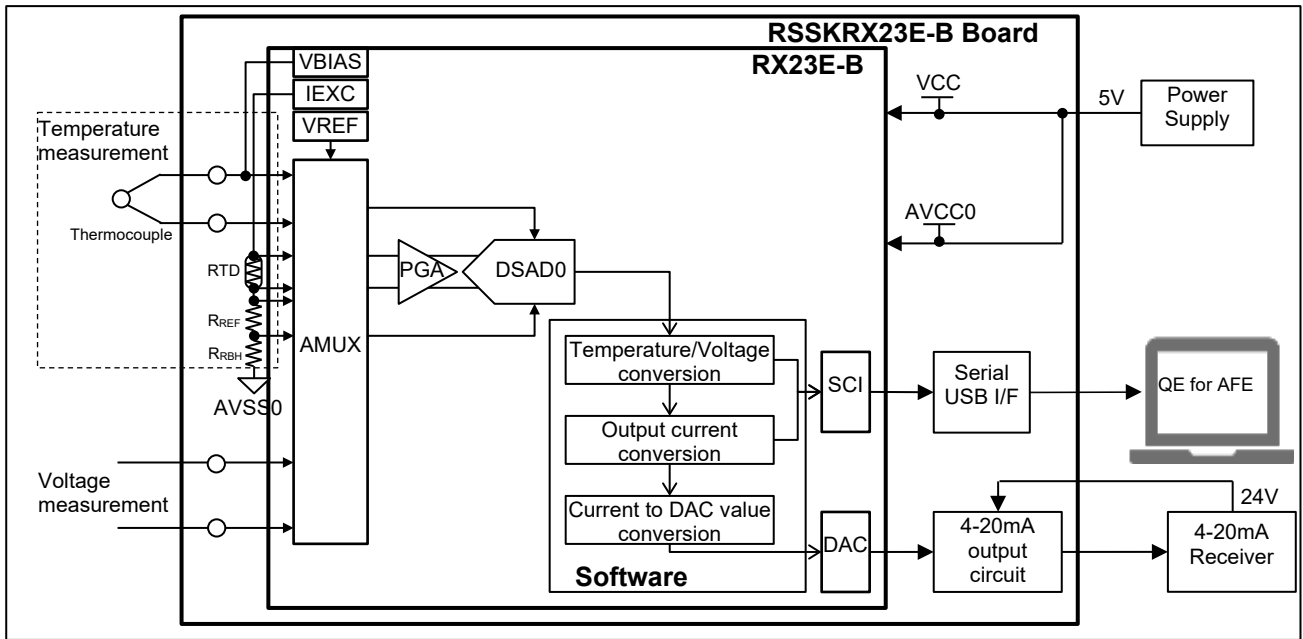 RSSKRX23E-B Board
RX23E-B
VBIAS
IEXC
VREF
Temperature
measurement
Thermocouple
RTD
RREF
RRBH
AVSS0
AMUX
PGA
DSAD0
Voltage
measurement
VCC
5V
Power
Supply
AVCC0
Temperature/Voltage
conversion
Output current
conversion
Current to DAC value
conversion
Software
SCI
DAC
Serial
USB I/F
QE for AFE
4-20mA
output
circuit
24V
4-20mA
Receiver